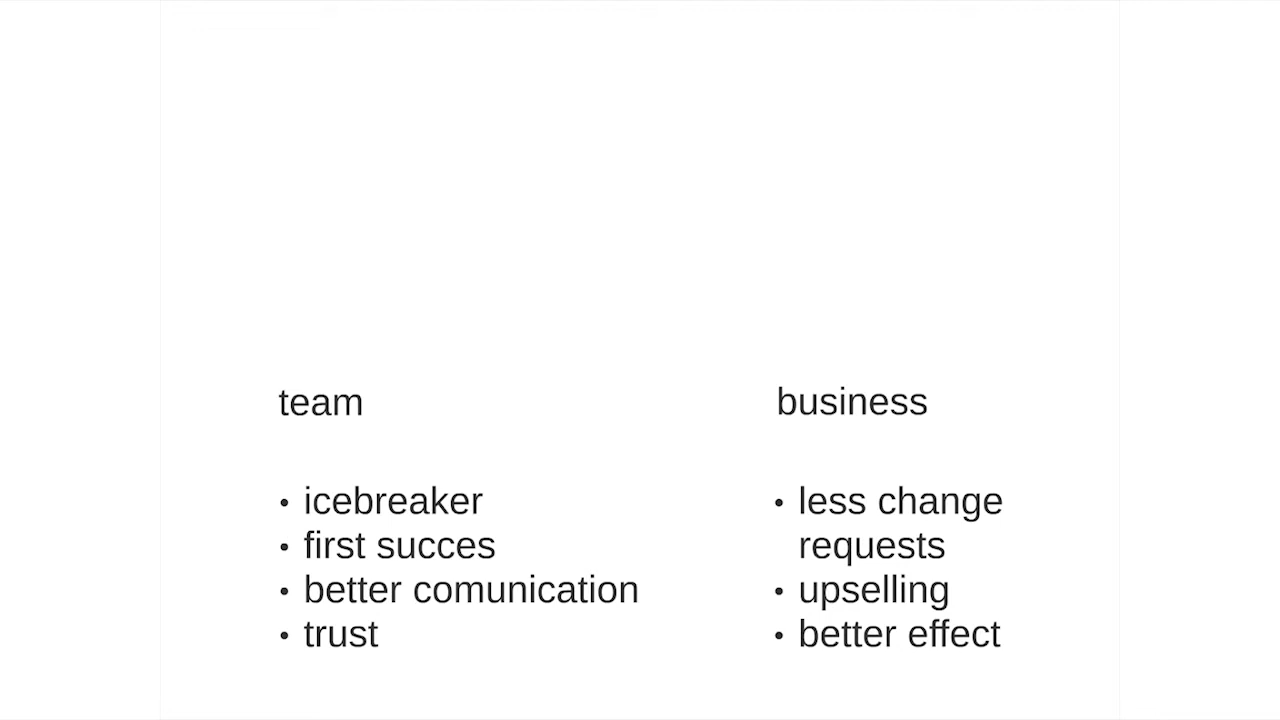 team
• icebreaker
• first succes
• better comunication
• trust
business
• less change
requests
• upselling
• better effect